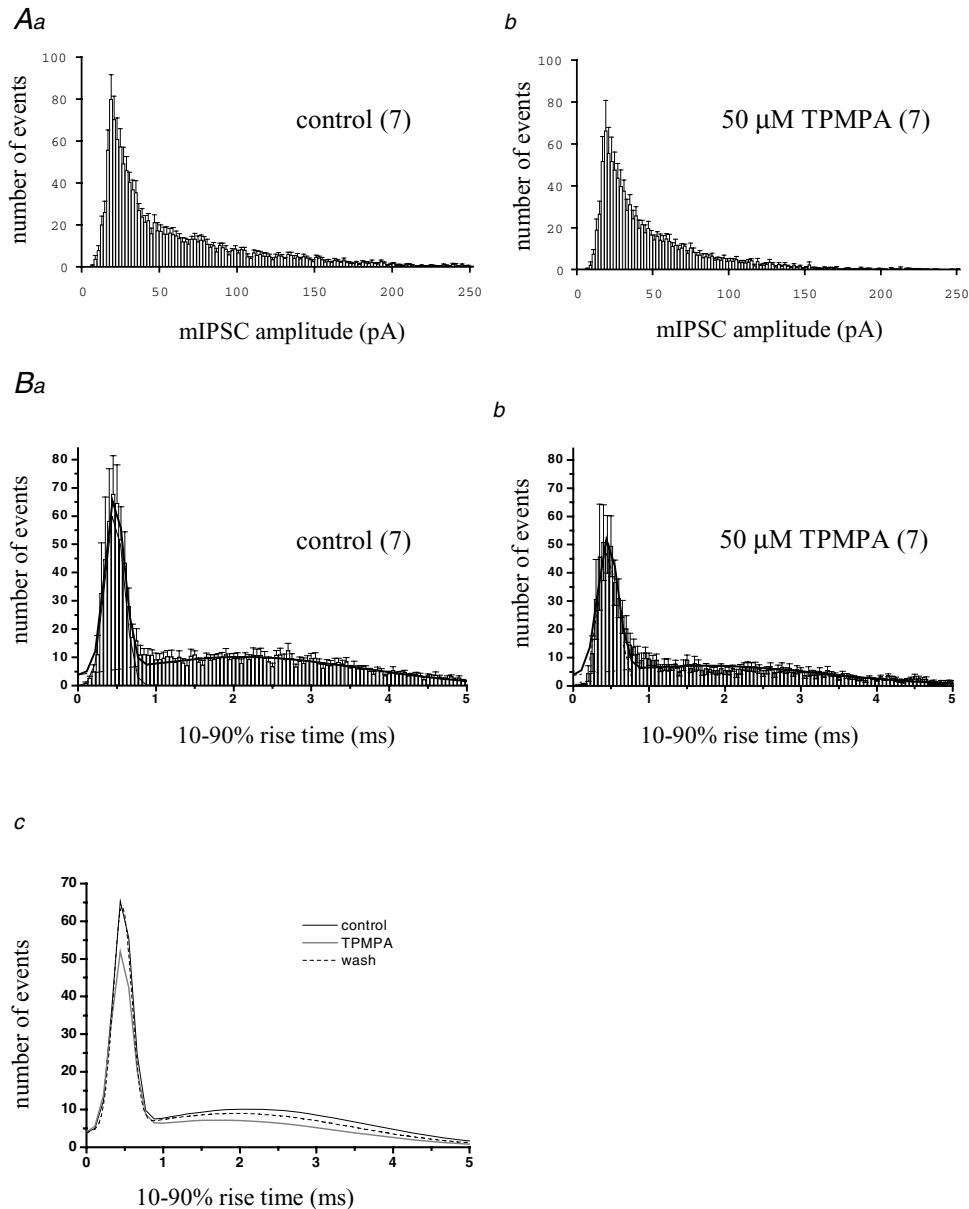 Aa
number of events
100
80
60
40
20
0
control (7)
0 50 100 150 200 250
mIPSC amplitude (pA)
b
number of events
100
80
60
40
20
0
50 μM TPMPA (7)
0 50 100 150 200 250
mIPSC amplitude (pA)
Ba
number of events
80
70
60
50
40
30
20
10
0
control (7)
0 1 2 3 4 5
10-90% rise time (ms)
b
number of events
80
70
60
50
40
30
20
10
0
50 μM TPMPA (7)
0 1 2 3 4 5
10-90% rise time (ms)
c
number of events
70
60
50
40
30
20
10
0
control
TPMPA
wash
0 1 2 3 4 5
10-90% rise time (ms)